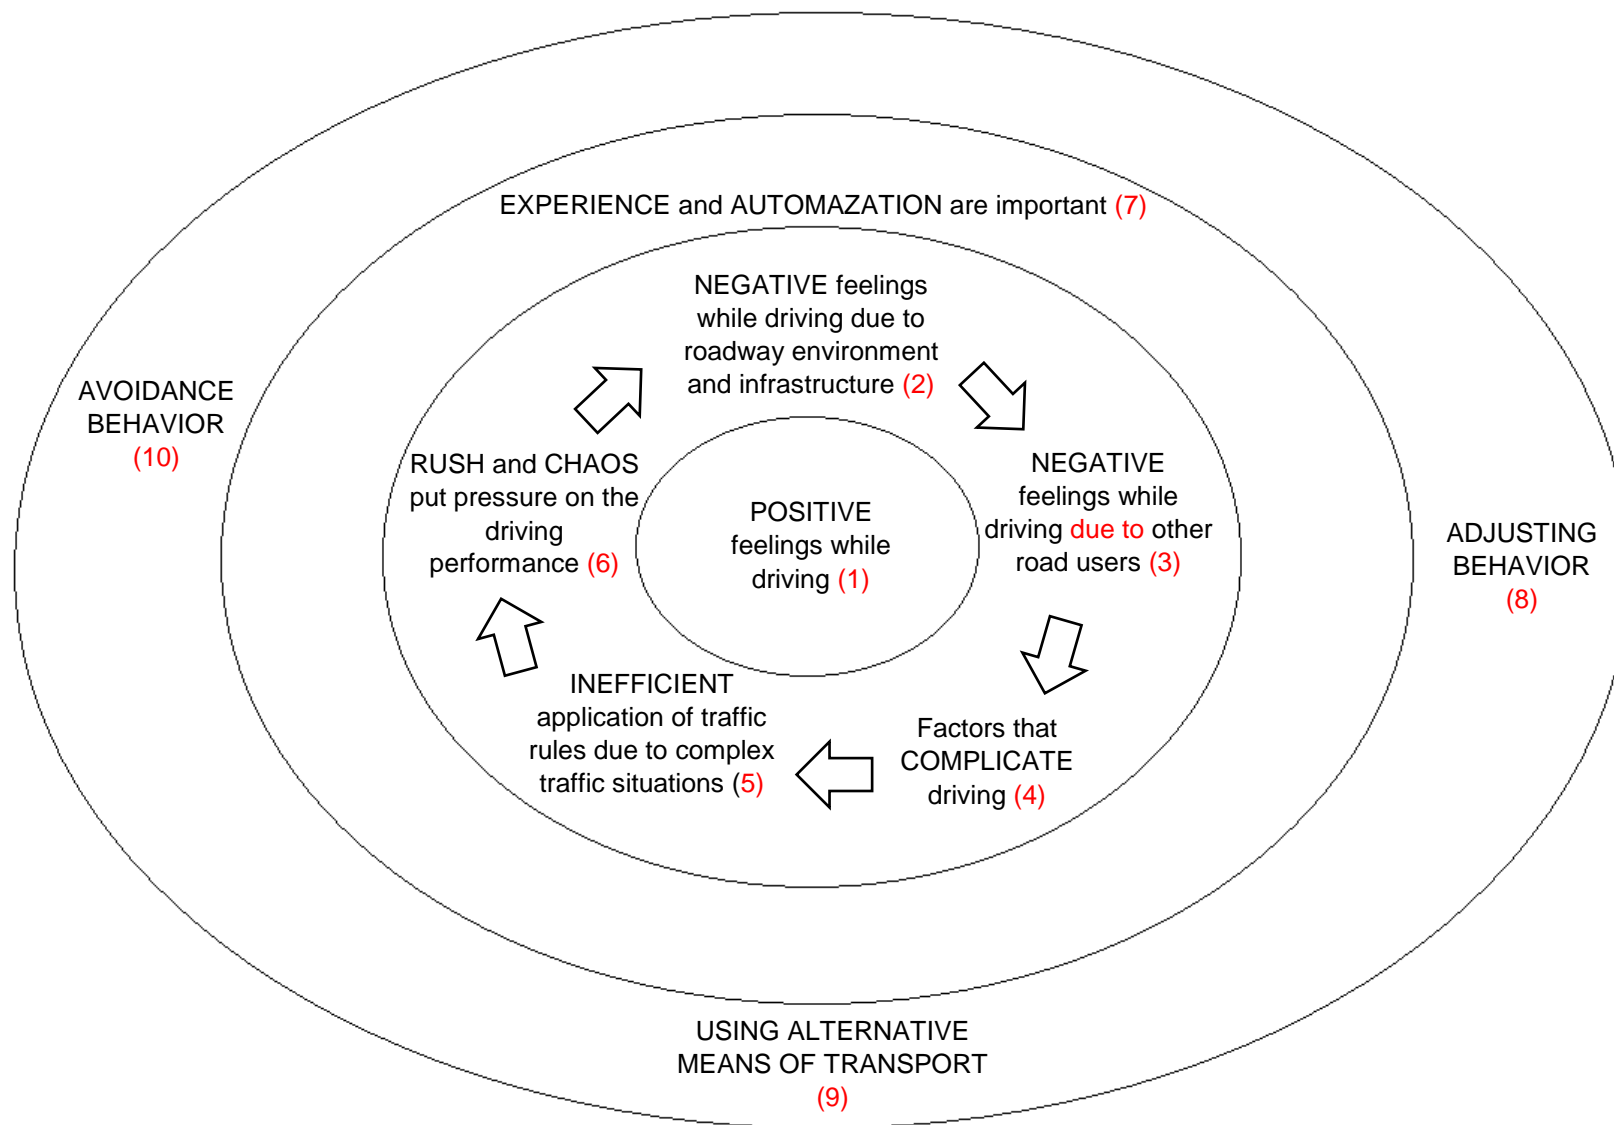 EXPERIENCE and AUTOMAZATION are important (7)
NEGATIVE feelings
while driving due to
roadway environment
and infrastructure (2)
AVOIDANCE
BEHAVIOR
(10)
RUSH and CHAOS
put pressure on the
driving
performance (6)
POSITIVE
feelings while
driving (1)
NEGATIVE
feelings while
driving due to other
road users (3)
ADJUSTING
BEHAVIOR
(8)
INEFFICIENT
application of traffic
rules due to complex
traffic situations (5)
Factors that
COMPLICATE
driving (4)
USING ALTERNATIVE
MEANS OF TRANSPORT
(9)